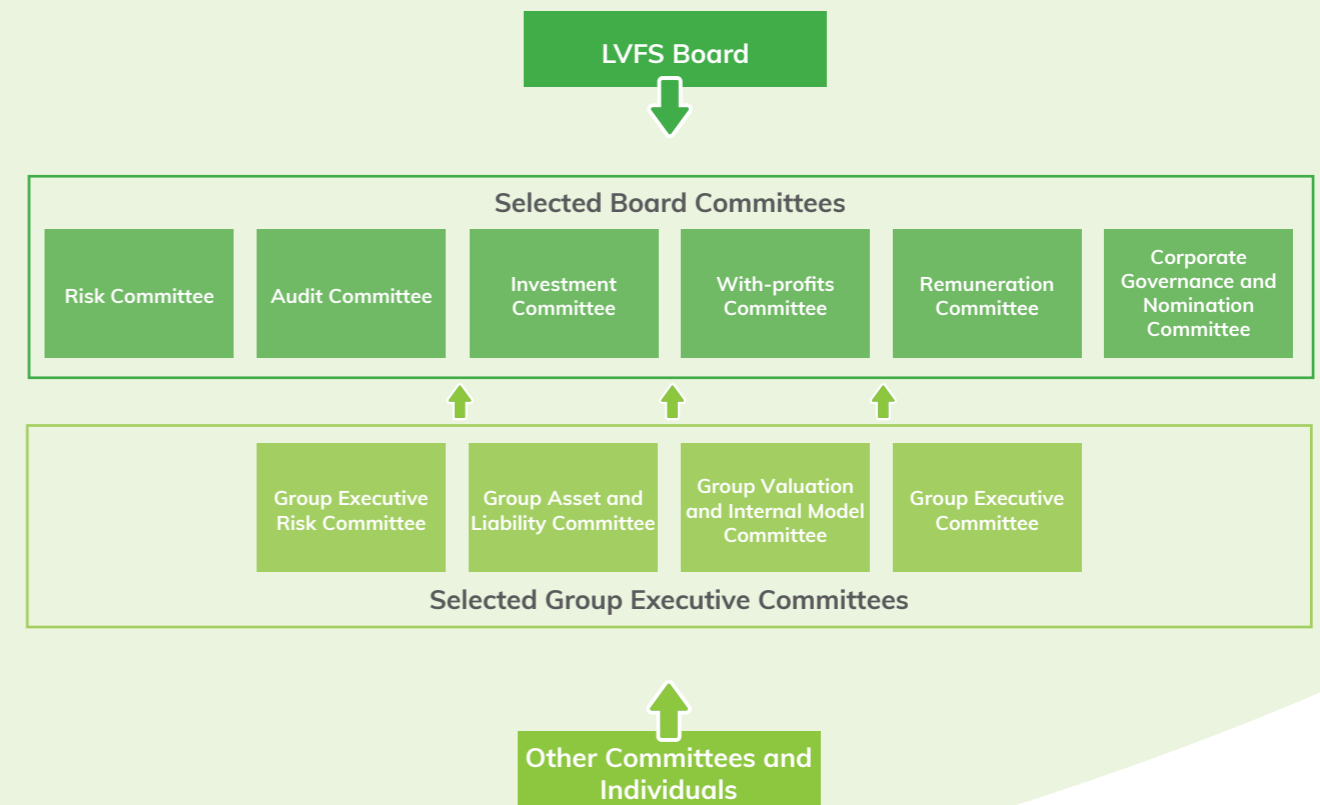 LVFS Board
Selected Board Committees
Risk Committee
Audit Committee
Investment
Committee
With-profits
Committee
Remuneration
Committee
Corporate
Governance and
Nomination
Committee
Group Executive
Risk Committee
Group Asset and
Liability Committee
Group Valuation
and Internal Model
Committee
Group Executive
Committee
Selected Group Executive Committees
Other Committees and
Individuals